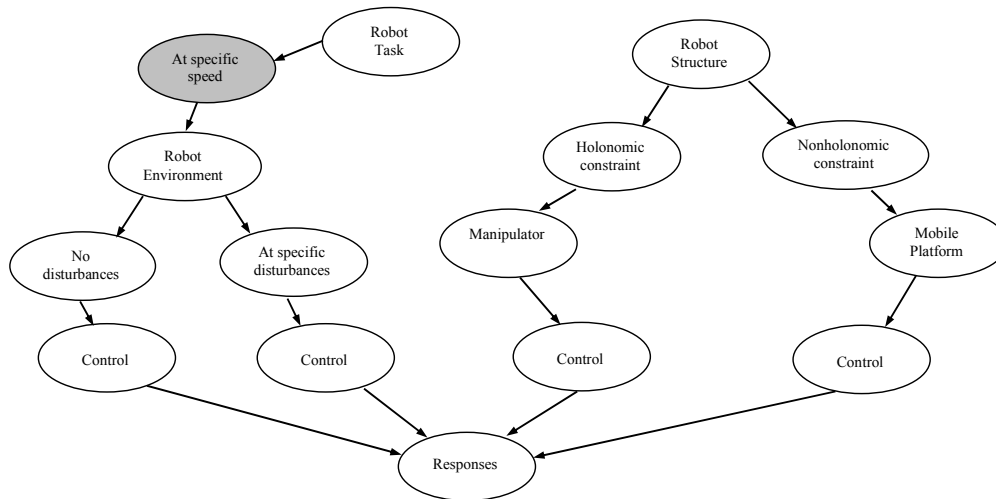 Robot
Task
At specific
speed
Robot
Structure
Robot
Environment
Holonomic
constraint
Nonholonomic
constraint
No
disturbances
At specific
disturbances
Manipulator
Mobile
Platform
Control
Control
Control
Control
Responses